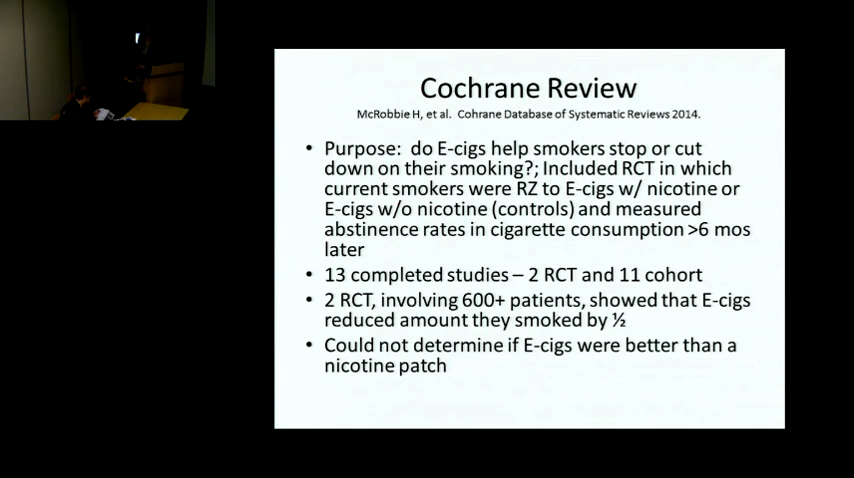 Cochrane Review
McRobbie H, et al. Cohrane Database of Systematic Reviews 2014.
• Purpose: do E-cigs help smokers stop or cut
down on their smoking?; Included RCT in which
current smokers were RZ to E-cigs w/ nicotine or
E-cigs w/o nicotine (controls) and measured
abstinence rates in cigarette consumption >6 mos
later
• 13 completed studies – 2 RCT and 11 cohort
• 2 RCT, involving 600+ patients, showed that E-cigs
reduced amount they smoked by ½
• Could not determine if E-cigs were better than a
nicotine patch